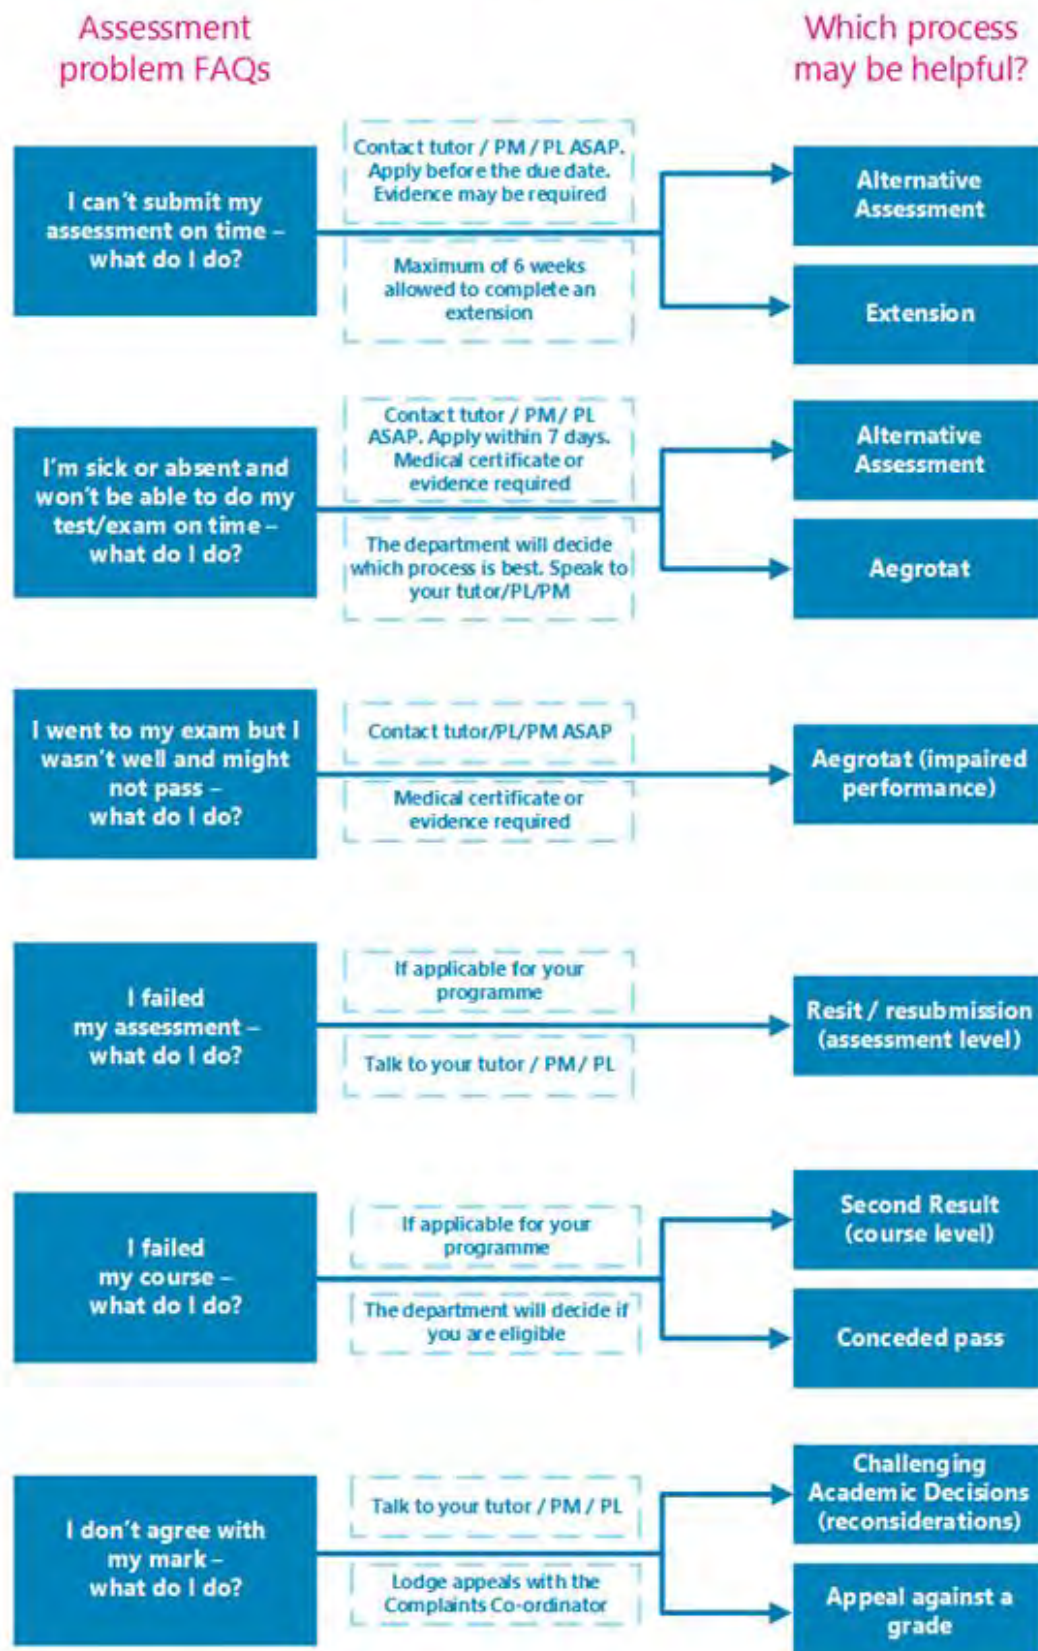 Assessment
problem FAQs
Which process
may be helpful?
I can't submit my
assessment on time –
what do I do?
Contact tutor / PM / PL ASAP.
Apply before the due date.
Evidence may be required
Maximum of 6 weeks
allowed to complete an
extension
Alternative
Assessment
Extension
I'm sick or absent and
won't be able to do my
test/exam on time –
what do I do?
Contact tutor / PM/ PL
ASAP. Apply within 7 days.
Medical certificate or
evidence required
The department will decide
which process is best. Speak to
your tutor/PL/PM
Alternative
Assessment
Aegrotat
I went to my exam but I
wasn't well and might
not pass –
what do I do?
Contact tutor/PL/PM ASAP
Medical certificate or
evidence required
Aegrotat (impaired
performance)
I failed
my assessment –
what do I do?
If applicable for your
programme
Talk to your tutor / PM / PL
Resit / resubmission
(assessment level)
I failed
my course –
what do I do?
If applicable for your
programme
The department will decide if
you are eligible
Second Result
(course level)
Conceded pass
I don't agree with
my mark –
what do I do?
Talk to your tutor / PM / PL
Lodge appeals with the
Complaints Co-ordinator
Challenging
Academic Decisions
(reconsiderations)
Appeal against a
grade